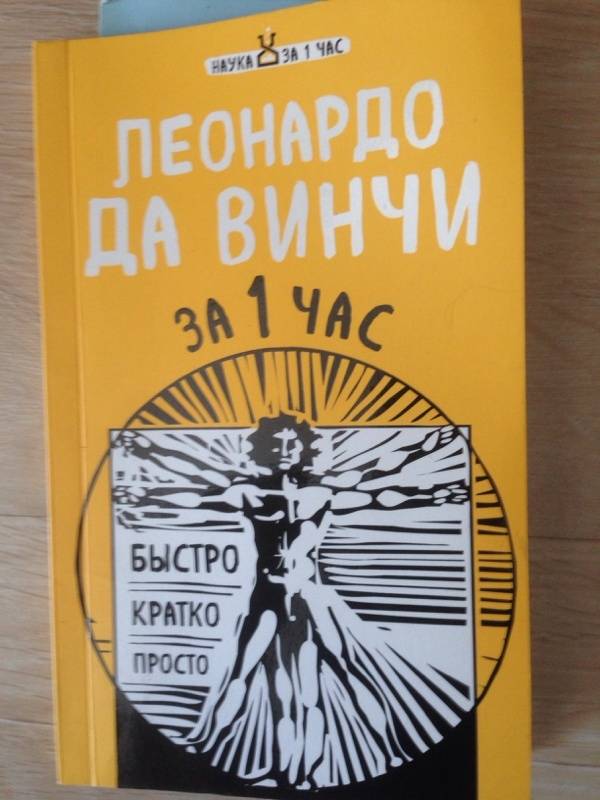 НАУКА ЗА 1 ЧАС
ЛЕОНАРДО
ДА ВИНЧИ
ЗА 1 ЧАС
БЫСТРО
КРАТКО
ПРОСТО